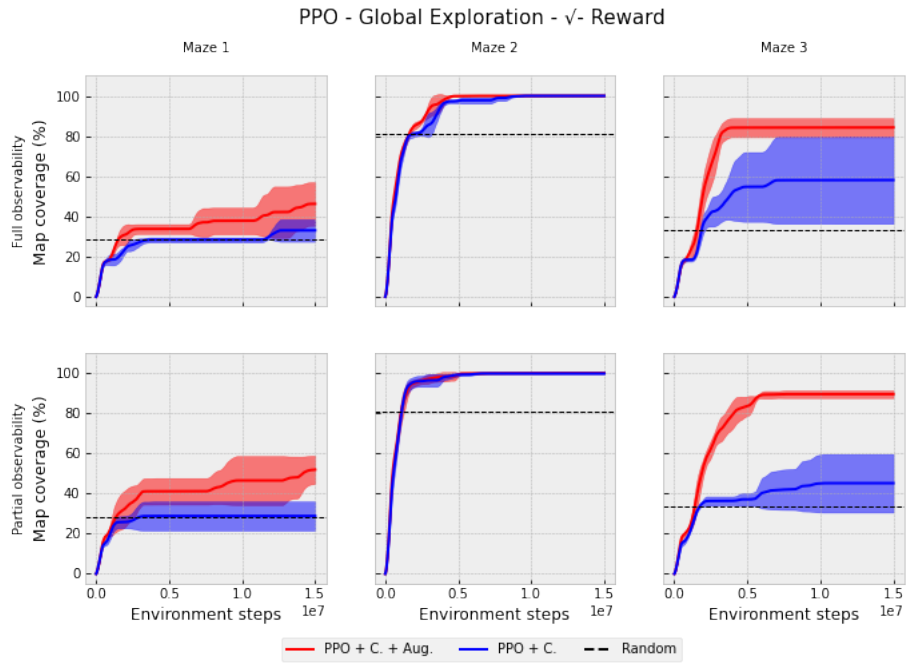 PPO - Global Exploration - √- Reward
Maze 1
Maze 2
Maze 3
Full observability
Map coverage (%)
100
80
60
40
20
0
Partial observability
Map coverage (%)
100
80
60
40
20
0
0.0 0.5 1.0 1.5
1e7
Environment steps
0.0 0.5 1.0 1.5
1e7
Environment steps
0.0 0.5 1.0 1.5
1e7
Environment steps
PPO + C. + Aug. PPO + C. Random